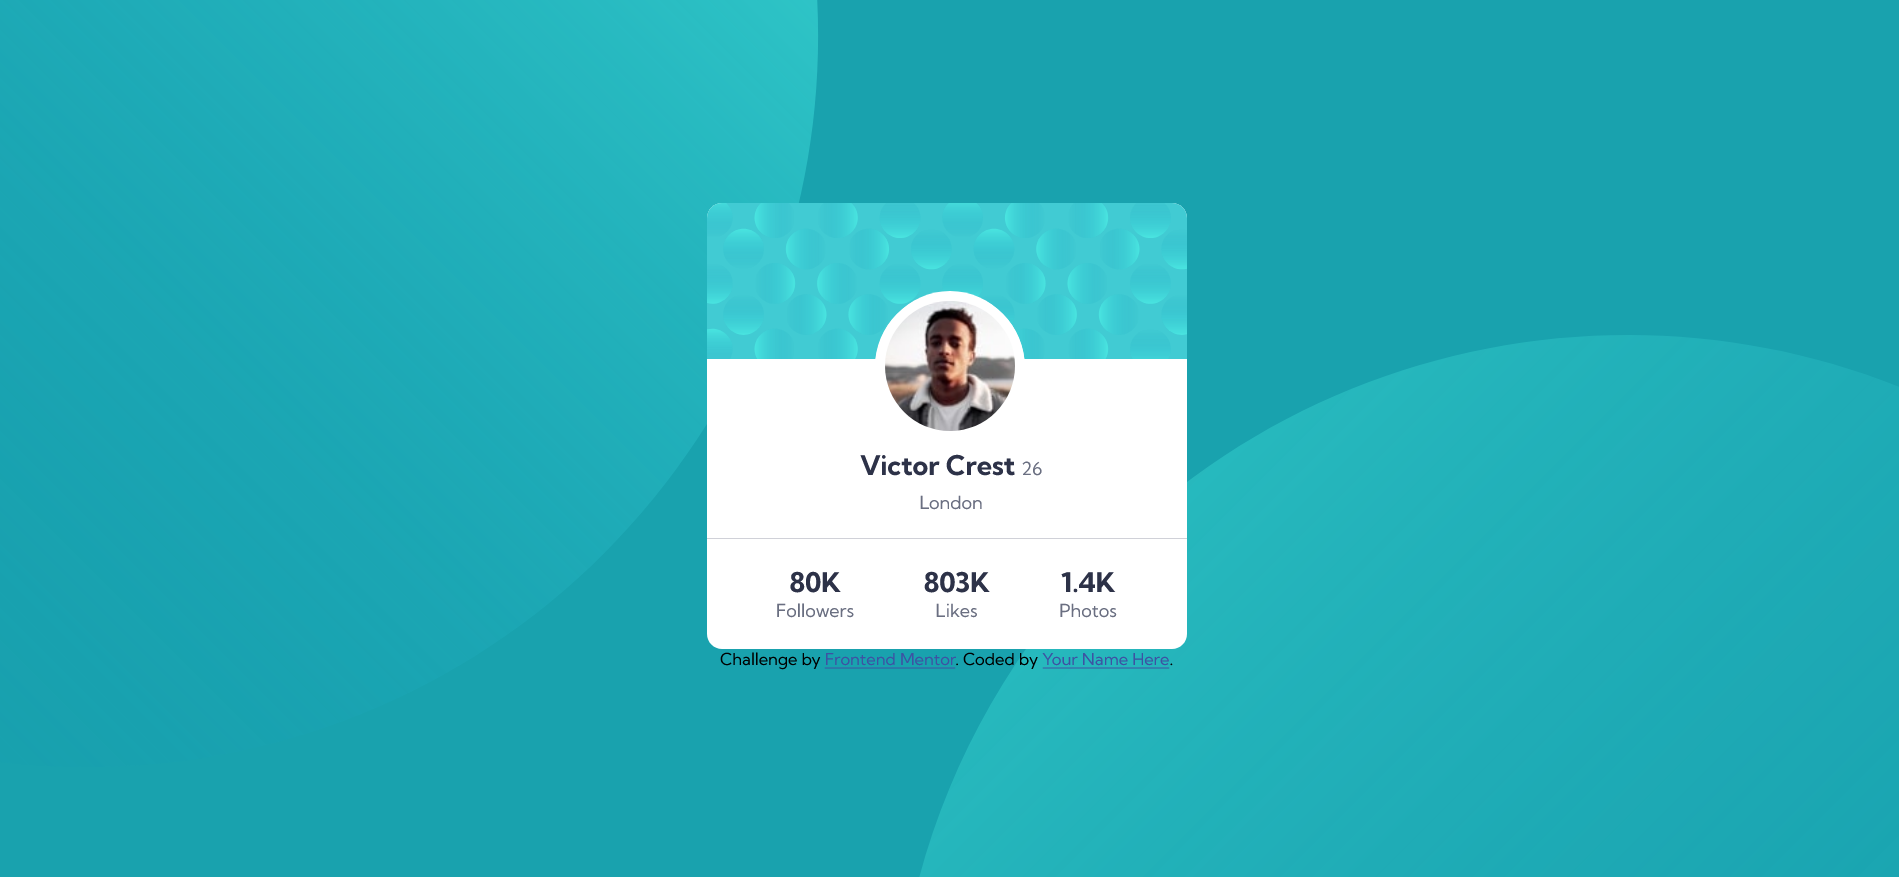 Victor Crest 26
London
80K 803K 1.4K
Followers Likes Photos
Challenge by Frontend Mentor. Coded by Your Name Here.